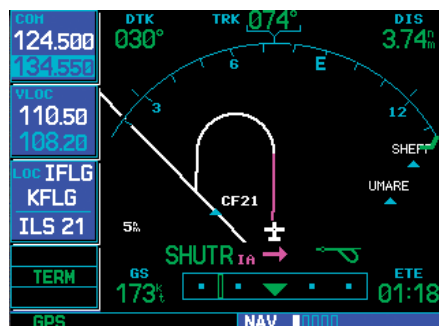 COM
124.500
134.550
VLOC
110.50
108.20
LOC IFLG
KFLG
ILS 21
TERM
GPS
DTK
030°
TRK 074°
DIS
3.74nm
3
6
E
12
SHEFF
UMARE
CF21
5nm
SHUTR IA
GS
173kt
ETE
01:18
NAV